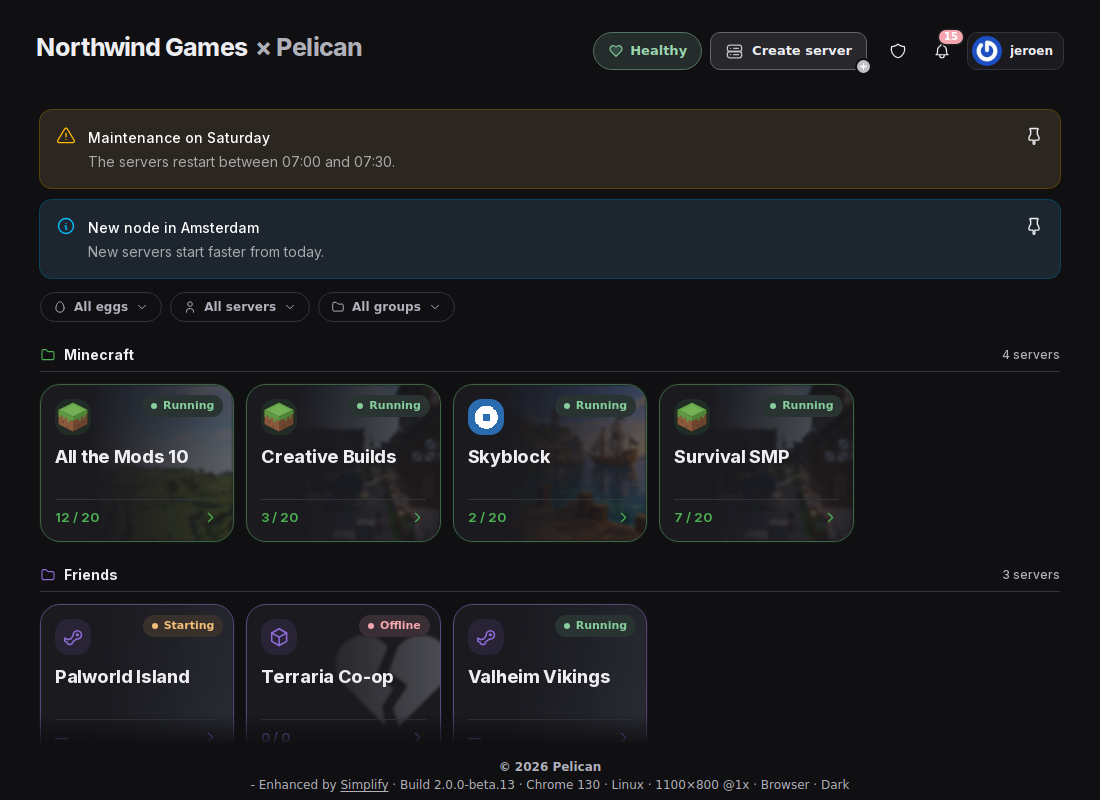 Northwind Games × Pelican
Healthy
Create server
15
jeroen
Maintenance on Saturday
The servers restart between 07:00 and 07:30.
New node in Amsterdam
New servers start faster from today.
All eggs
All servers
All groups
Minecraft
4 servers
Running
All the Mods 10
12 / 20
Running
Creative Builds
3 / 20
Running
Skyblock
2 / 20
Running
Survival SMP
7 / 20
Friends
3 servers
Starting
Palworld Island
—
Offline
Terraria Co-op
0 / 0
Running
Valheim Vikings
—
© 2026 Pelican
- Enhanced by Simplify · Build 2.0.0-beta.13 · Chrome 130 · Linux · 1100×800 @1x · Browser · Dark